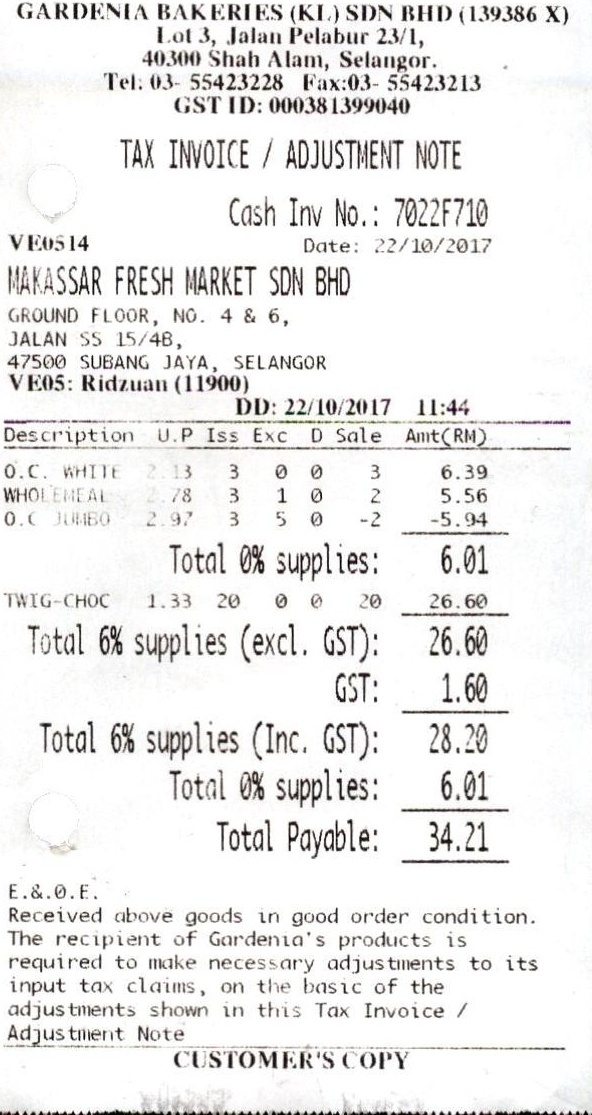 GARDENIA BAKERIES (KL) SDN BHD (139386 X)
Lot 3, Jalan Pelabur 23/1,
40300 Shah Alam, Selangor.
Tel: 03- 55423228 Fax:03- 55423213
GST ID: 000381399040
TAX INVOICE / ADJUSTMENT NOTE
Cash Inv No.: 7022F710
VE0514 Date: 22/10/2017
MAKASSAR FRESH MARKET SDN BHD
GROUND FLOOR, NO. 4 & 6,
JALAN SS 15/4B,
47500 SUBANG JAYA, SELANGOR
VE05: Ridzuan (11900)
DD: 22/10/2017 11:44
Description U.P Iss Exc D Sale Amt(RM)
O.C. WHITE 2.13 3 0 0 3 6.39
WHOLEMEAL 2.78 3 1 0 2 5.56
O.C JUMBO 2.97 3 5 0 -2 -5.94
Total 0% supplies: 6.01
TWIG-CHOC 1.33 20 0 0 20 26.60
Total 6% supplies (excl. GST): 26.60
GST: 1.60
Total 6% supplies (Inc. GST): 28.20
Total 0% supplies: 6.01
Total Payable: 34.21
E.&.O.E.
Received above goods in good order condition.
The recipient of Gardenia's products is
required to make necessary adjustments to its
input tax claims, on the basic of the
adjustments shown in this Tax Invoice /
Adjustment Note
CUSTOMER'S COPY